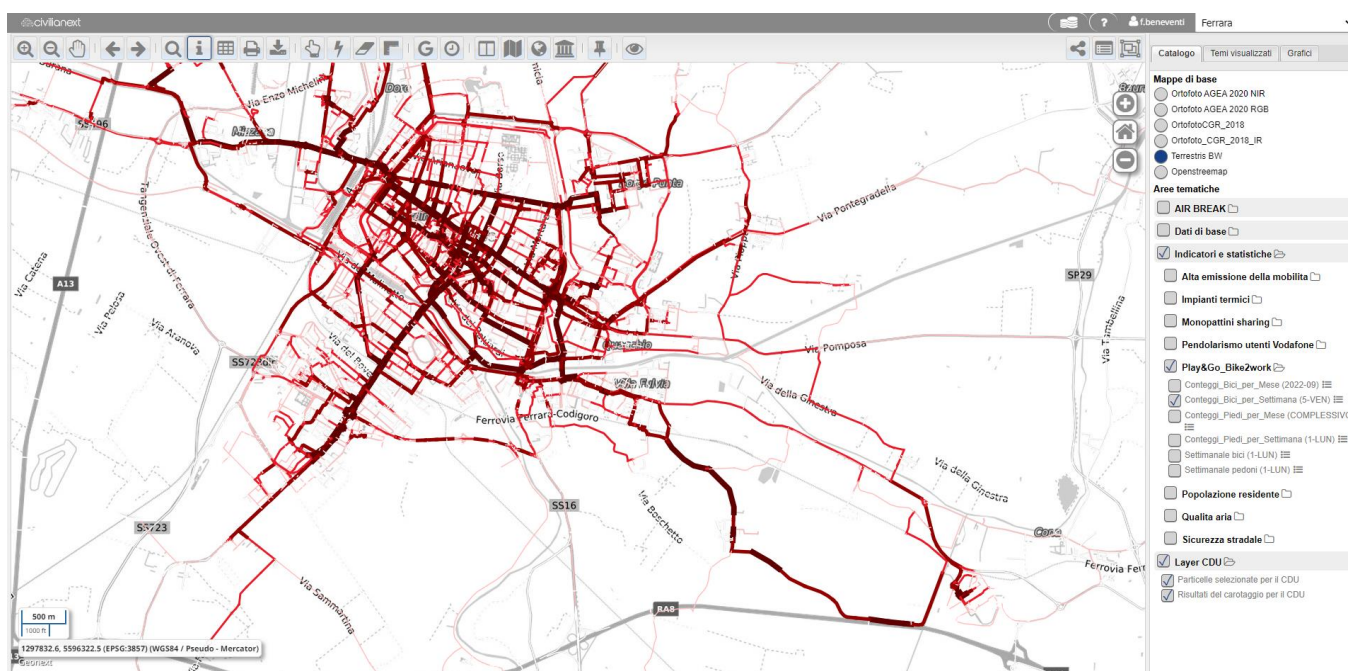 civilianext
?
f.beneventi
Ferrara
i
G
Catalogo
Temi visualizzati
Grafici
Mappe di base
Ortofoto AGEA 2020 NIR
Ortofoto AGEA 2020 RGB
OrtofotoCGR_2018
Ortofoto_CGR_2018_IR
Terrestris BW
Openstreemap
Aree tematiche
AIR BREAK
Dati di base
Indicatori e statistiche
Alta emissione della mobilita
Impianti termici
Monopattini sharing
Pendolarismo utenti Vodafone
Play&Go_Bike2work
Conteggi_Bici_per_Mese (2022-09)
Conteggi_Bici_per_Settimana (5-VEN)
Conteggi_Piedi_per_Mese (COMPLESSIVO
Conteggi_Piedi_per_Settimana (1-LUN)
Settimanale bici (1-LUN)
Settimanale pedoni (1-LUN)
Popolazione residente
Qualita aria
Sicurezza stradale
Layer CDU
Particelle selezionate per il CDU
Risultati del carotaggio per il CDU
Via Enzo Michelin
Mizzana
Tangenziale Ovest di Ferrara
Via Catena
A13
Via Pelosa
Via Aranova
Via Pontegradella
SP29
Via Pomposa
Via Tambellina
Villa Fulvia
Via della Ginestra
Ferrovia Ferrara-Codigoro
Via della Ginestra
SS16
Via Boschetto
Cona
SS723
Ferrovia Ferr
Via Sammartina
RA8
500 m
1000 ft
1297832.6, 5596322.5 (EPSG:3857) (WGS84 / Pseudo - Mercator)
Geonext